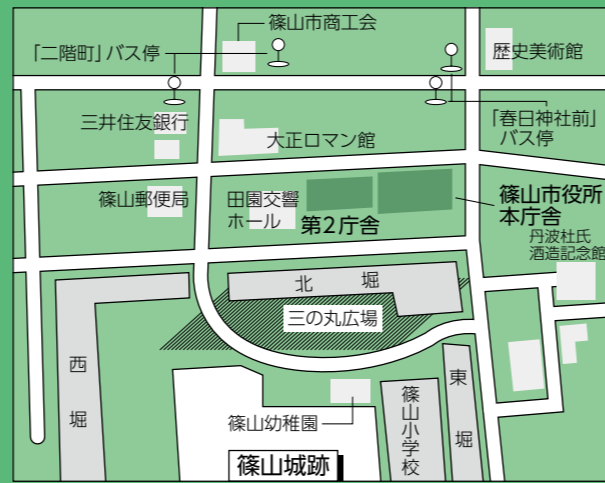 篠山市商工会
「二階町」バス停
歴史美術館
三井住友銀行
大正ロマン館
「春日神社前」
バス停
篠山郵便局
田園交響
ホール
第2庁舎
篠山市役所
本庁舎
丹波杜氏
酒造記念館
北 堀
三の丸広場
西
堀
東
堀
篠山小学校
篠山幼稚園
篠山城跡